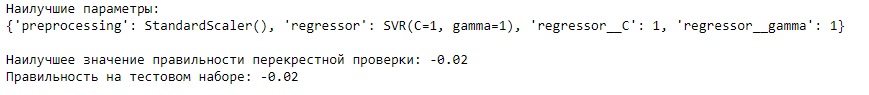 Наилучшие параметры:
{'preprocessing': StandardScaler(), 'regressor': SVR(C=1, gamma=1), 'regressor__C': 1, 'regressor__gamma': 1}
Наилучшее значение правильности перекрестной проверки: -0.02
Правильность на тестовом наборе: -0.02